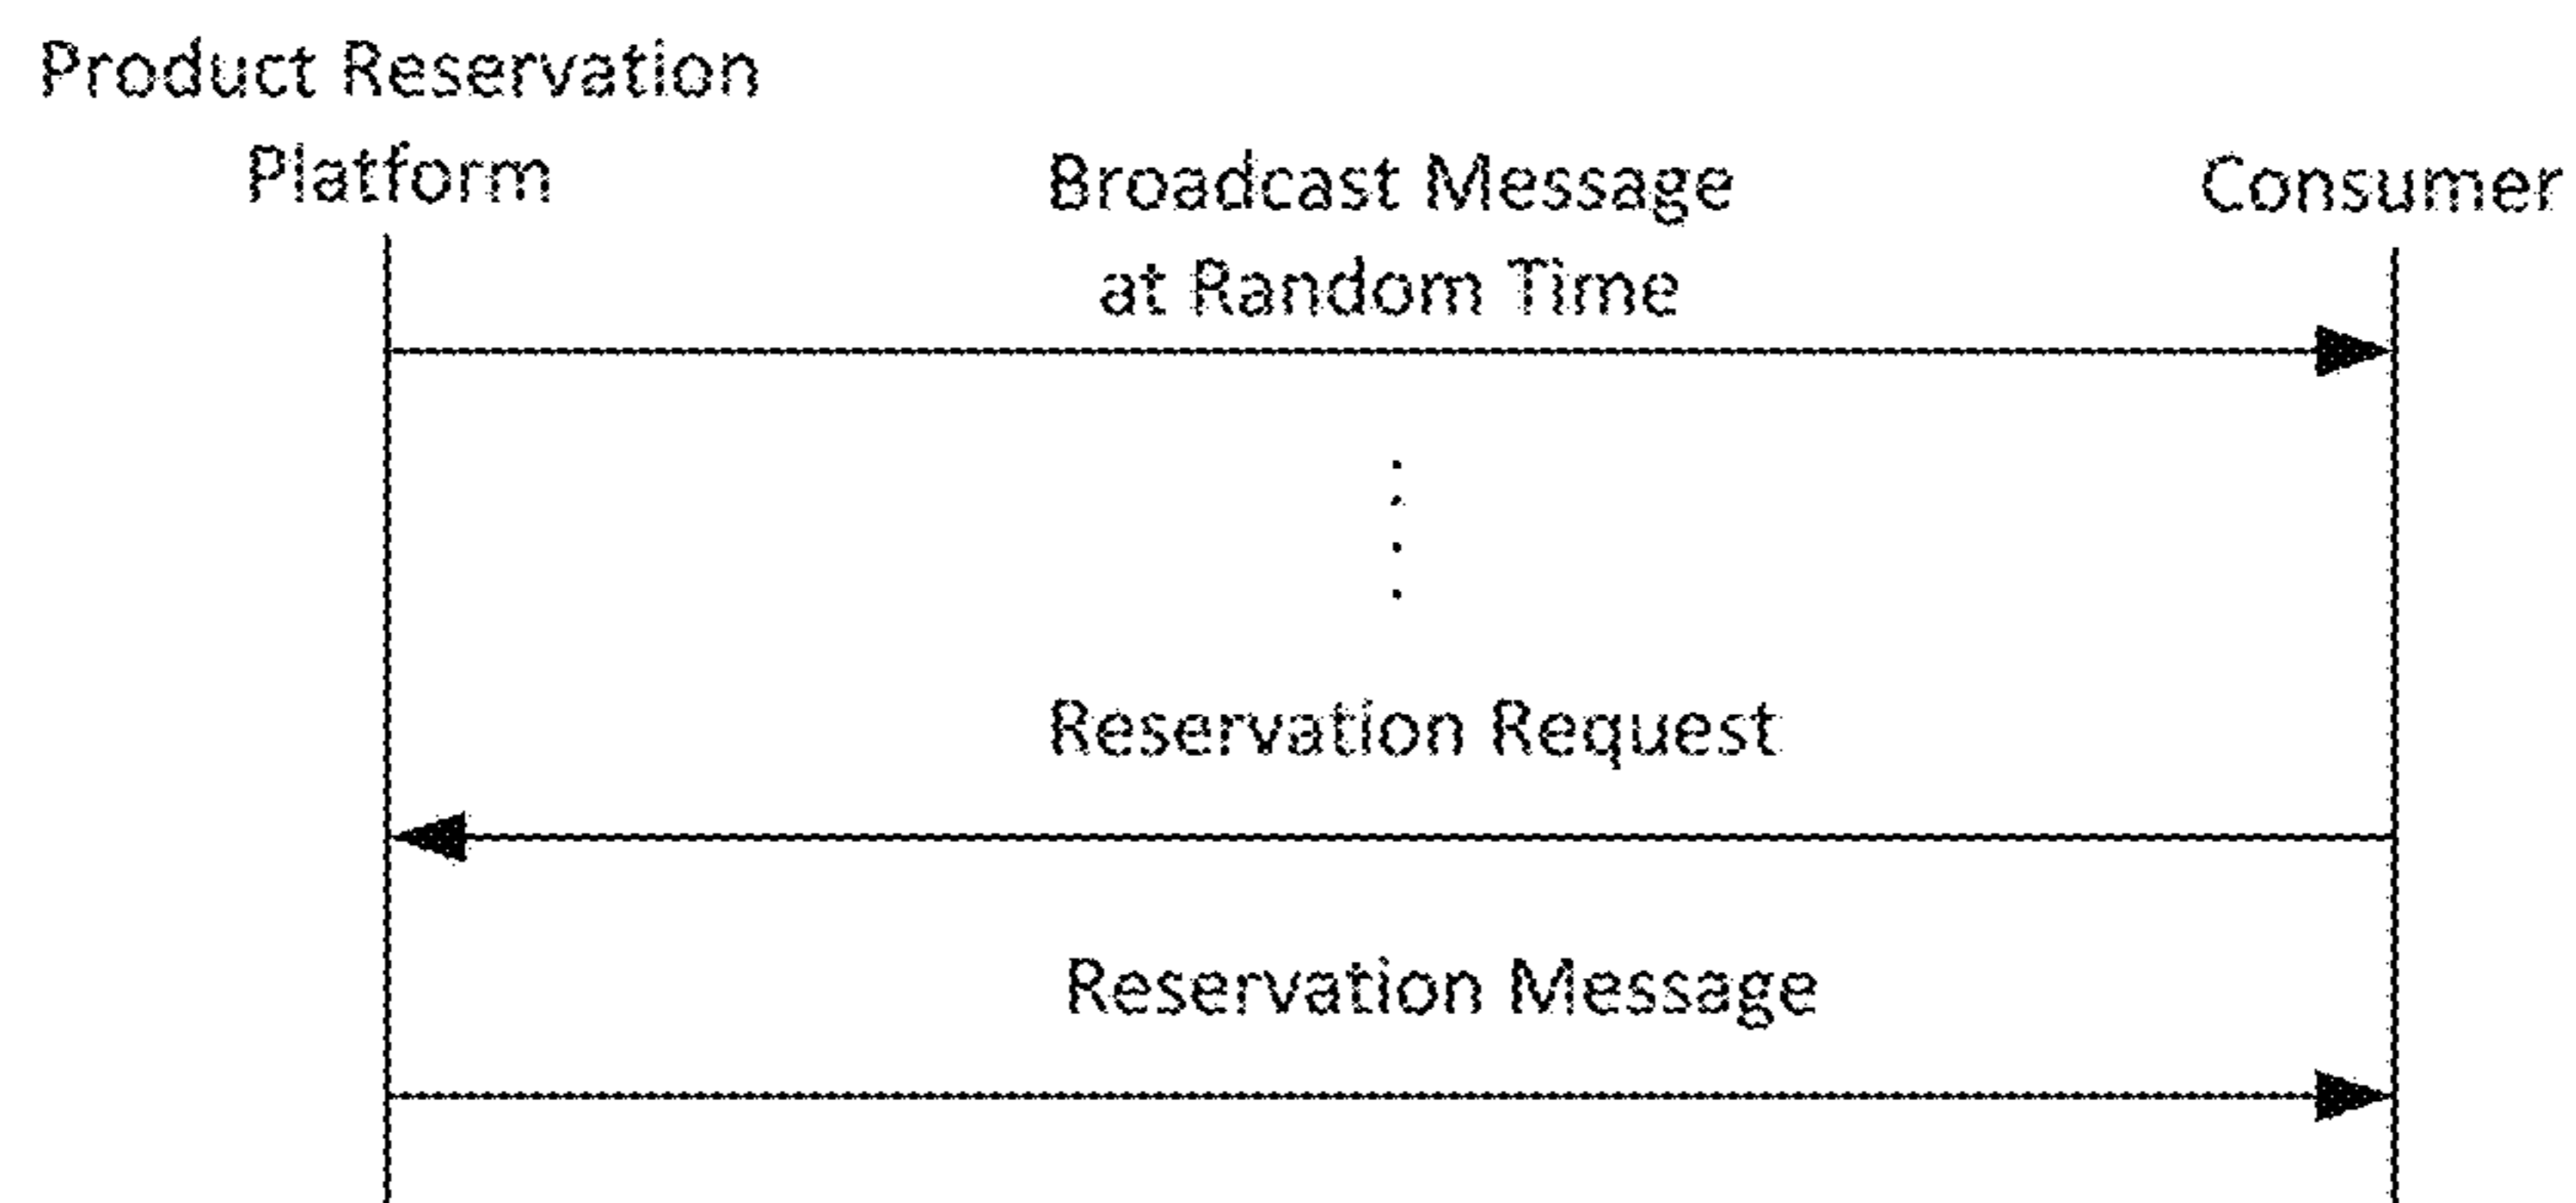 Product Reservation
Platform
Broadcast Message
at Random Time
Consumer
Reservation Request
Reservation Message